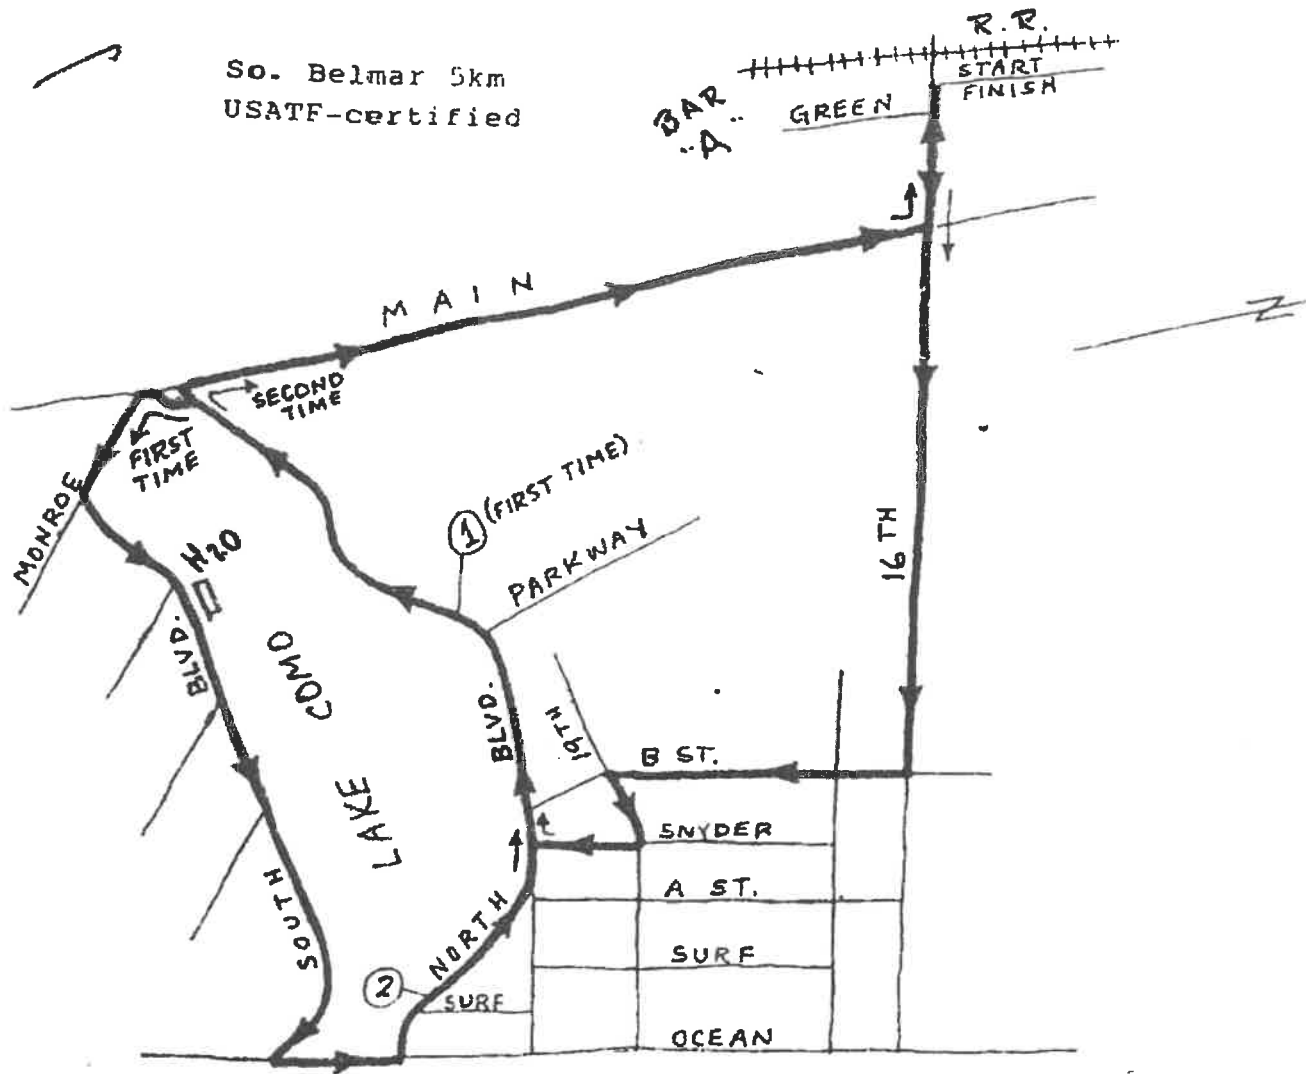 So. Belmar 5km
USATF-certified
R.R.
START
FINISH
BAR
"A"
GREEN
MAIN
N
SECOND
TIME
FIRST
TIME
MONROE
1 (FIRST TIME)
PARKWAY
16TH
H2O
BLVD.
LAKE COMO
BLVD.
19TH
B ST.
SNYDER
A ST.
SOUTH
NORTH
SURF
2
SURF
OCEAN